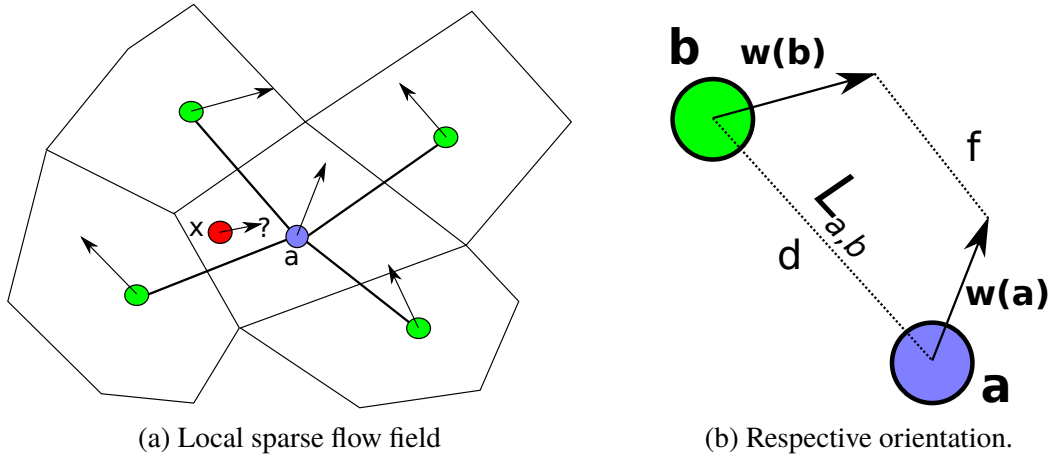 x
?
a
(a) Local sparse flow field
b
w(b)
f
L a,b
d
w(a)
a
(b) Respective orientation.